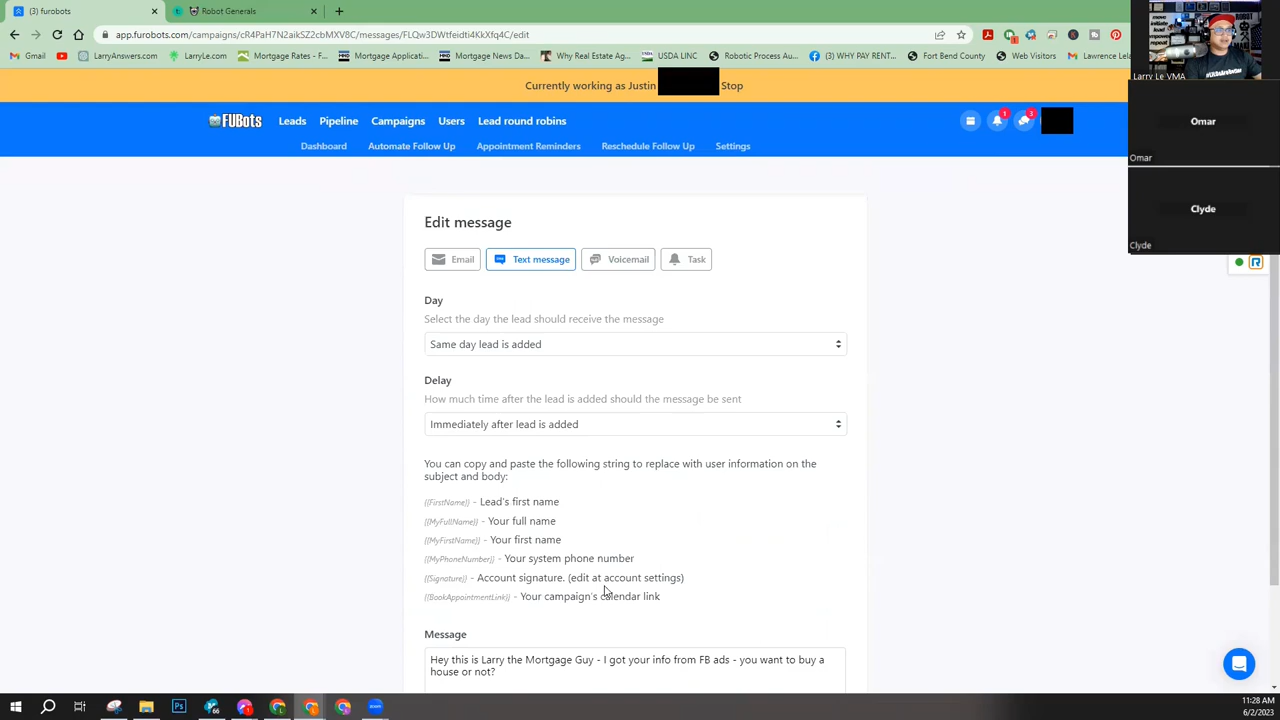 (3) furobots
Robot Generals
app.furobots.com/campaigns/cR4PaH7N2aikSZ2cbMXV8C/messages/FLQw3DWtfeidti4KkXfq4C/edit
Gmail
LarryAnswers.com
LarryLe.com
Mortgage Rates - F...
Mortgage Applicati...
Mortgage News Da...
Why Real Estate Ag...
USDA LINC
Robotic Process Au...
(3) WHY PAY RENT...
Fort Bend County
Web Visitors
Lawrence Le
Larry Le VMA
Currently working as Justin Stop
FUBots
Leads
Pipeline
Campaigns
Users
Lead round robins
1
3
Dashboard
Automate Follow Up
Appointment Reminders
Reschedule Follow Up
Settings
Omar
Omar
Clyde
Clyde
Edit message
Email
Text message
Voicemail
Task
Day
Select the day the lead should receive the message
Same day lead is added
Delay
How much time after the lead is added should the message be sent
Immediately after lead is added
You can copy and paste the following string to replace with user information on the
subject and body:
{{FirstName}} - Lead's first name
{{MyFullName}} - Your full name
{{MyFirstName}} - Your first name
{{MyPhoneNumber}} - Your system phone number
{{Signature}} - Account signature. (edit at account settings)
{{BookAppointmentLink}} - Your campaign's calendar link
Message
Hey this is Larry the Mortgage Guy - I got your info from FB ads - you want to buy a
house or not?
11:28 AM
6/2/2023